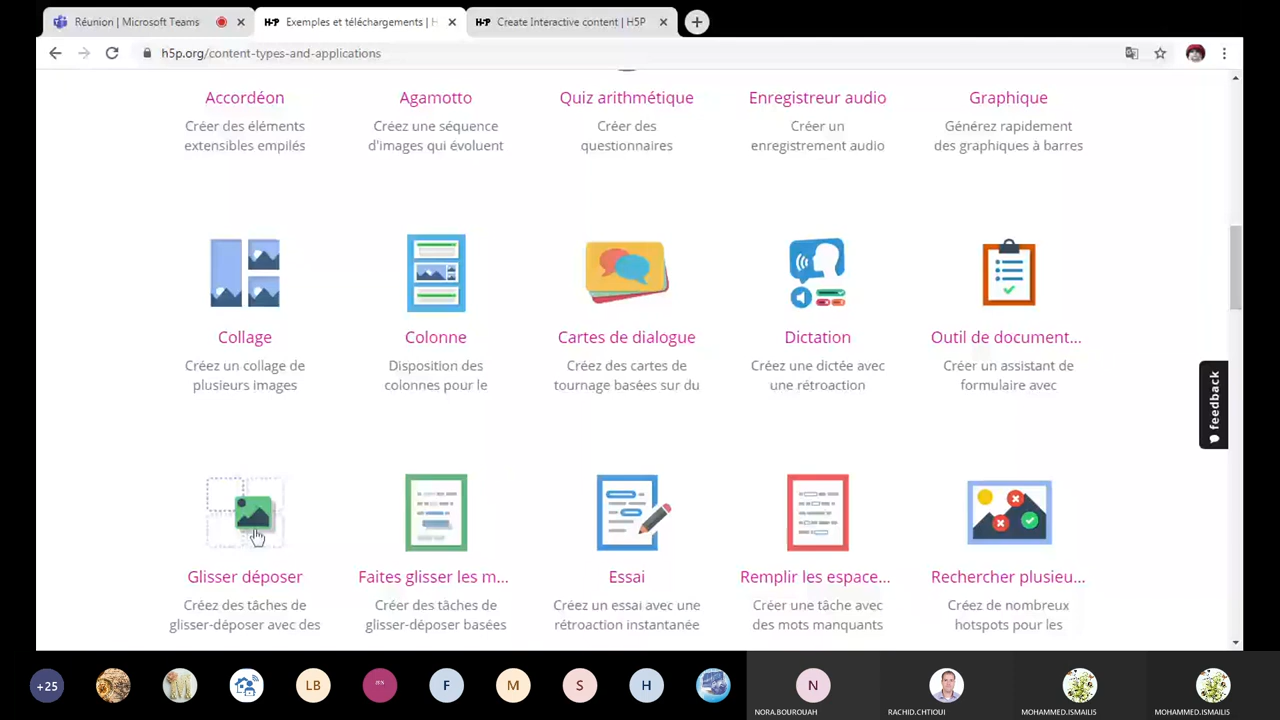 Réunion | Microsoft Teams
H-P Exemples et téléchargements | H
H-P Create Interactive content | H5P
h5p.org/content-types-and-applications
Accordéon Agamotto Quiz arithmétique Enregistreur audio Graphique
Créer des éléments Créez une séquence Créer des Créer un Générez rapidement
extensibles empilés d'images qui évoluent questionnaires enregistrement audio des graphiques à barres
Collage Colonne Cartes de dialogue Dictation Outil de document...
Créez un collage de Disposition des Créez des cartes de Créez une dictée avec Créer un assistant de
plusieurs images colonnes pour le tournage basées sur du une rétroaction formulaire avec
feedback
Glisser déposer Faites glisser les m... Essai Remplir les espace... Rechercher plusieu...
Créez des tâches de Créer des tâches de Créez un essai avec une Créer une tâche avec Créez de nombreux
glisser-déposer avec des glisser-déposer basées rétroaction instantanée des mots manquants hotspots pour les
+25 LB F M S H N
NORA.BOUROUAH RACHID.CHTIOUI MOHAMMED.ISMAILIS MOHAMMED.ISMAILIS